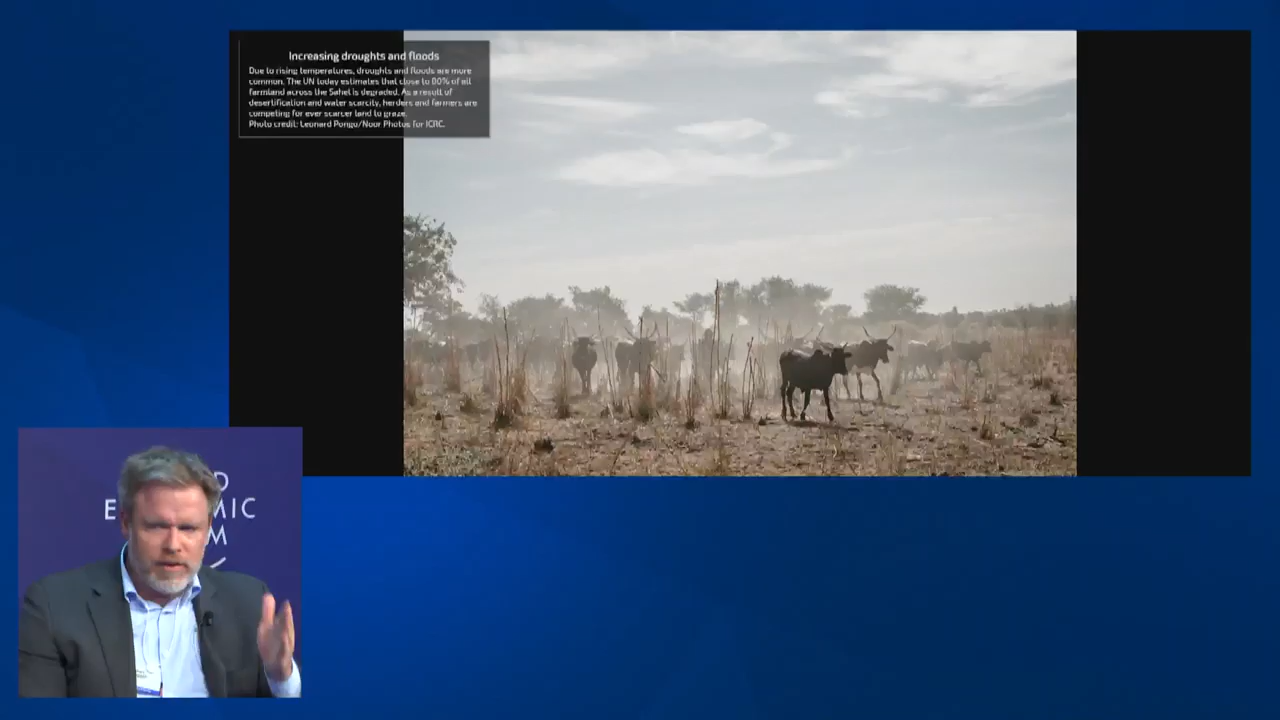 Increasing droughts and floods
Due to rising temperatures, droughts and floods are more
common. The UN today estimates that close to 80% of all
farmland across the Sahel is degraded. As a result of
desertification and water scarcity, herders and farmers are
competing for ever scarcer land to graze.
Photo credit: Leonard Pongo/Noor Photos for ICRC.
D
E MIC
M